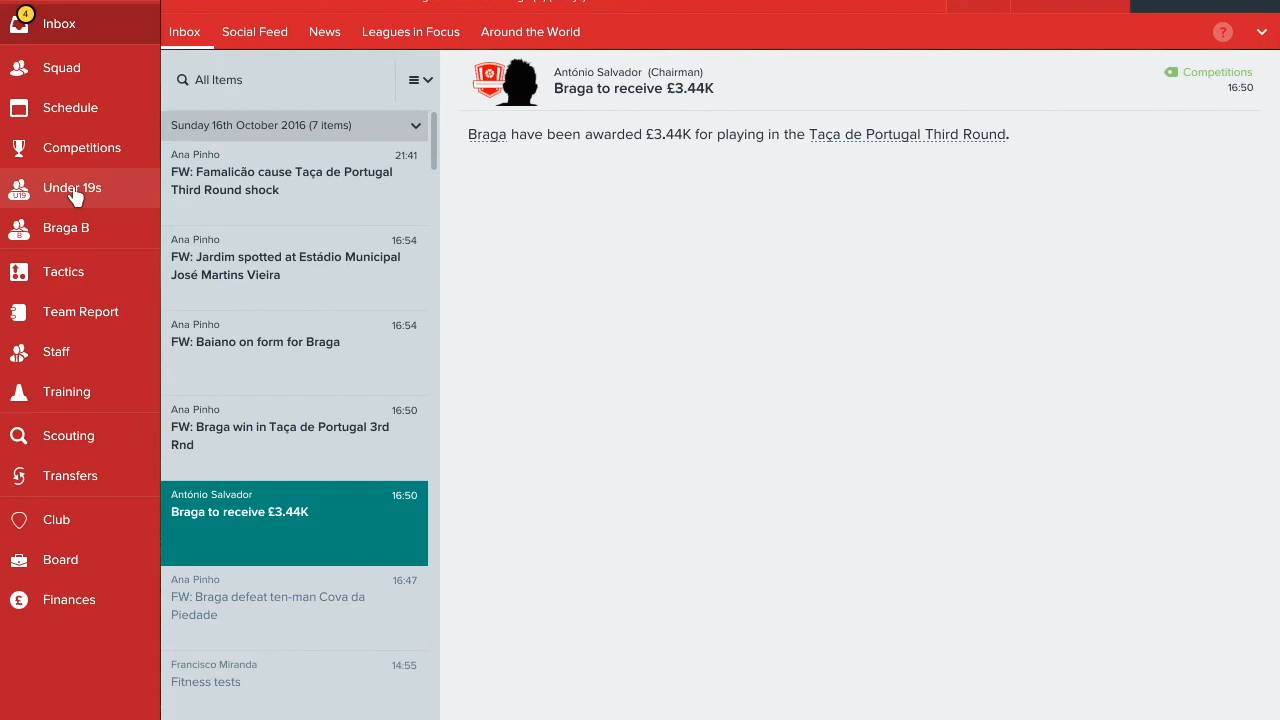 4
Inbox
Squad
Schedule
Competitions
U19
Under 19s
B
Braga B
Tactics
Team Report
Staff
Training
Scouting
Transfers
Club
Board
£
Finances
Inbox Social Feed News Leagues in Focus Around the World
?
All Items
Sunday 16th October 2016 (7 items)
Ana Pinho 21:41
FW: Famalicão cause Taça de Portugal
Third Round shock
Ana Pinho 16:54
FW: Jardim spotted at Estádio Municipal
José Martins Vieira
Ana Pinho 16:54
FW: Baiano on form for Braga
Ana Pinho 16:50
FW: Braga win in Taça de Portugal 3rd
Rnd
António Salvador 16:50
Braga to receive £3.44K
Ana Pinho 16:47
FW: Braga defeat ten-man Cova da
Piedade
Francisco Miranda 14:55
Fitness tests
António Salvador (Chairman)
Braga to receive £3.44K
Competitions
16:50
Braga have been awarded £3.44K for playing in the Taça de Portugal Third Round.